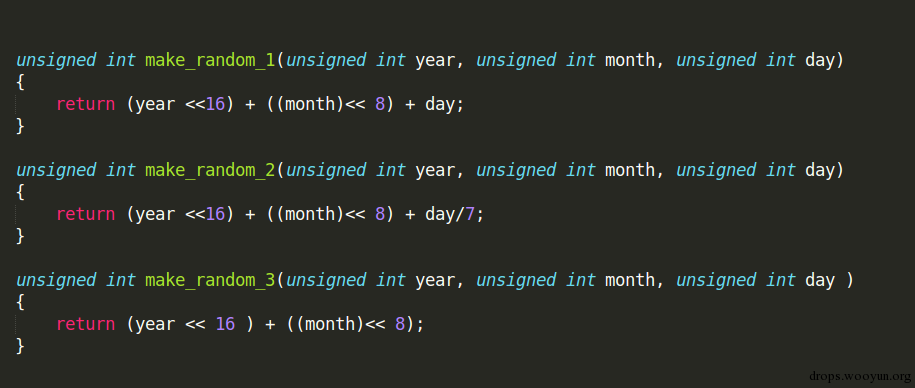 unsigned int make_random_1(unsigned int year, unsigned int month, unsigned int day)
{
    return (year <<16) + ((month)<< 8) + day;
}
unsigned int make_random_2(unsigned int year, unsigned int month, unsigned int day)
{
    return (year <<16) + ((month)<< 8) + day/7;
}
unsigned int make_random_3(unsigned int year, unsigned int month, unsigned int day )
{
    return (year << 16 ) + ((month)<< 8);
}
drops.wooyun.org